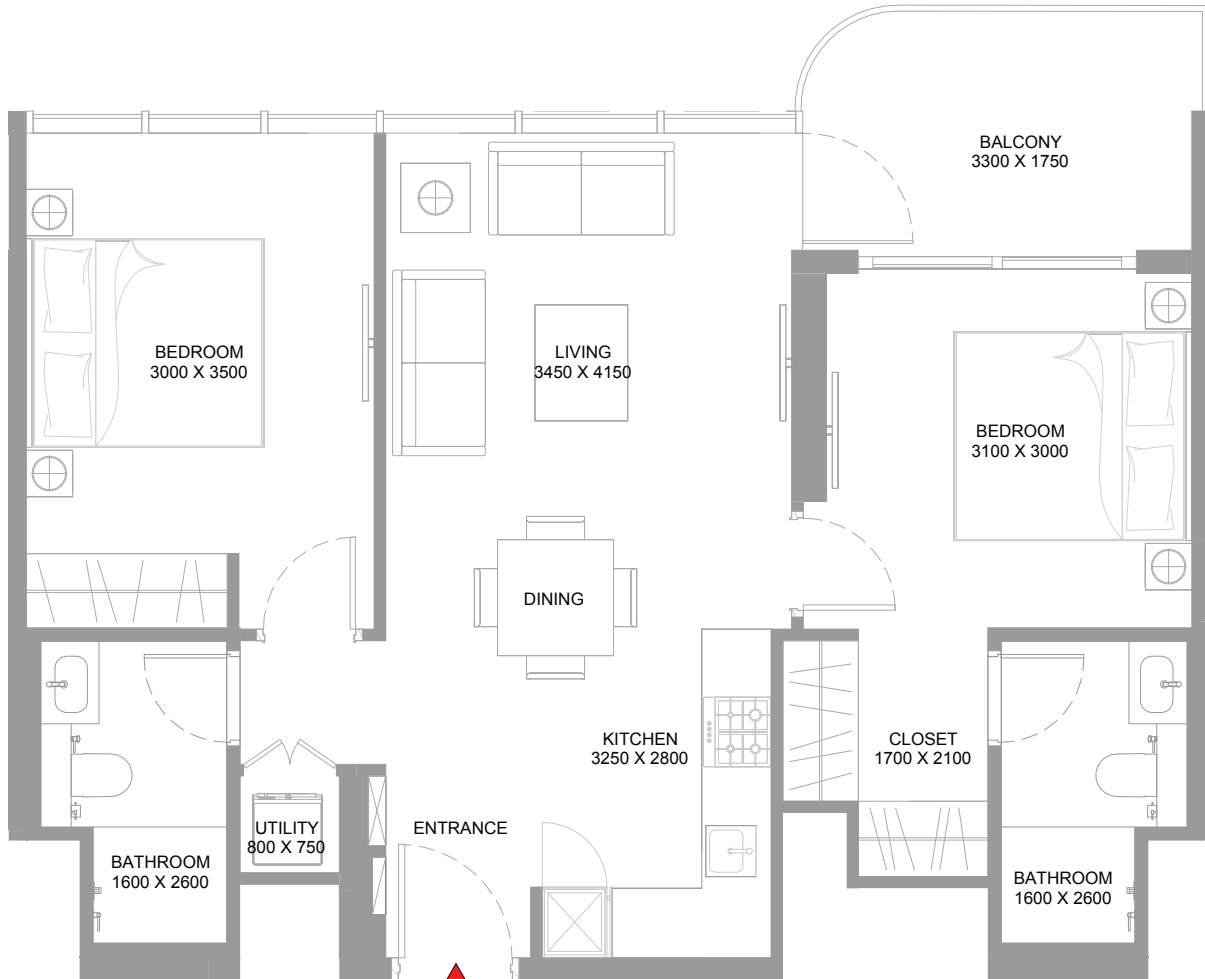 BALCONY
3300 X 1750
BEDROOM
3000 X 3500
LIVING
3450 X 4150
BEDROOM
3100 X 3000
DINING
KITCHEN
3250 X 2800
CLOSET
1700 X 2100
UTILITY
800 X 750
ENTRANCE
BATHROOM
1600 X 2600
BATHROOM
1600 X 2600